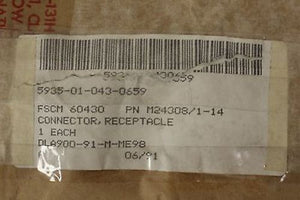 5935-01-043-0659
FSCM 60430 PN M24308/1-14
CONNECTOR, RECEPTACLE
1 EACH
DLA900-91-M-ME98
06/91